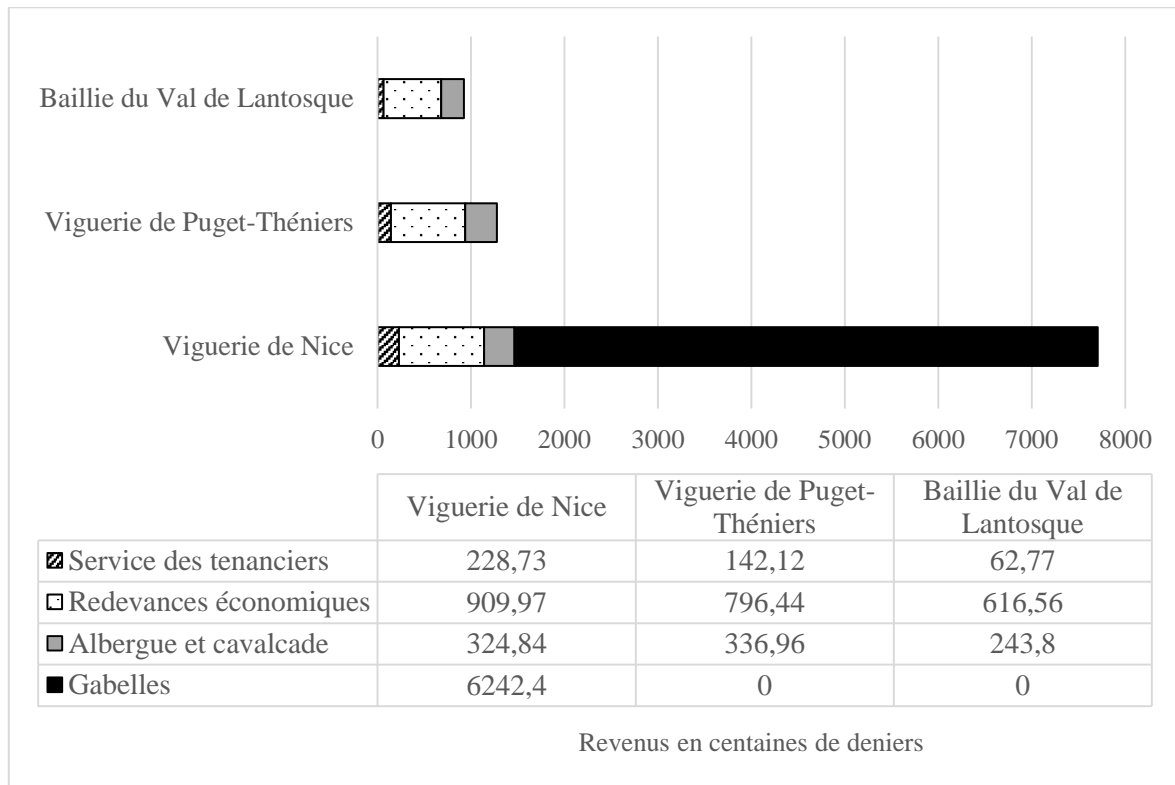 Baillie du Val de Lantosque
Viguerie de Puget-Théniers
Viguerie de Nice
0 1000 2000 3000 4000 5000 6000 7000 8000
Viguerie de Nice Viguerie de Puget-Théniers Baillie du Val de Lantosque
Service des tenanciers 228,73 142,12 62,77
Redevances économiques 909,97 796,44 616,56
Albergue et cavalcade 324,84 336,96 243,8
Gabelles 6242,4 0 0
Revenus en centaines de deniers